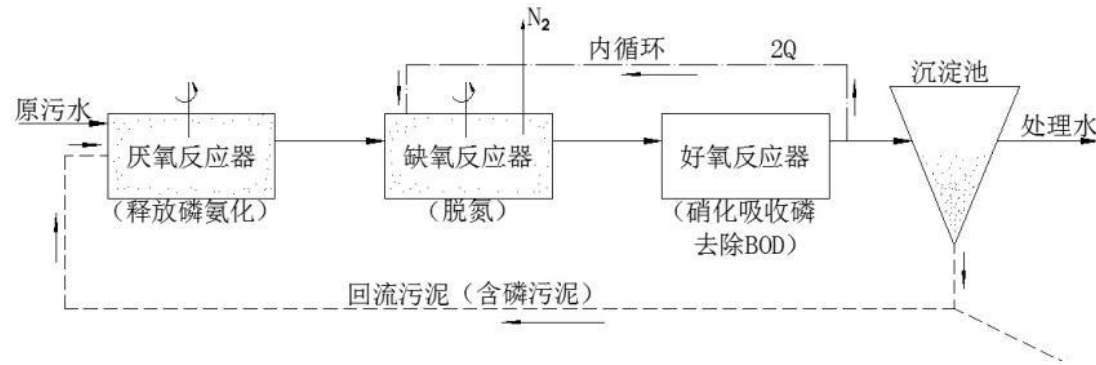 N₂
内循环
2Q
沉淀池
原污水
处理水
厌氧反应器
缺氧反应器
好氧反应器
（释放磷氨化）
（脱氮）
（硝化吸收磷
去除BOD）
回流污泥（含磷污泥）